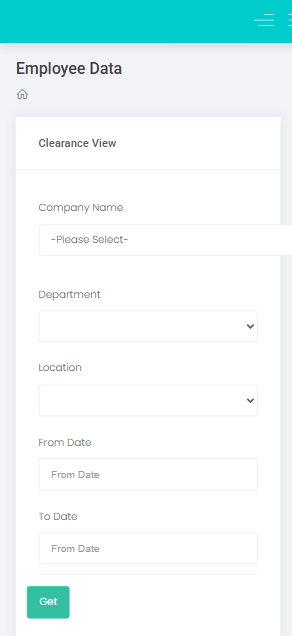 Employee Data
Clearance View
Company Name
-Please Select-
Department
Location
From Date
From Date
To Date
From Date
Get